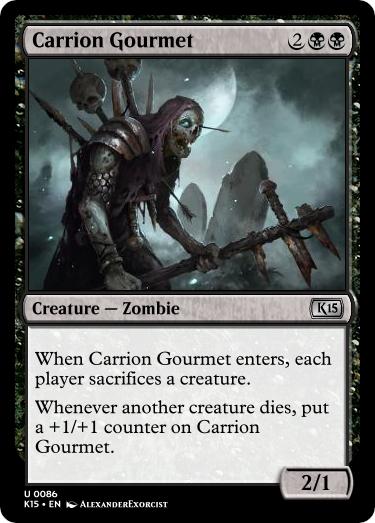 Carrion Gourmet 2
Creature — Zombie K15
When Carrion Gourmet enters, each
player sacrifices a creature.
Whenever another creature dies, put
a +1/+1 counter on Carrion
Gourmet.
2/1
U 0086
K15 • EN AlexanderExorcist